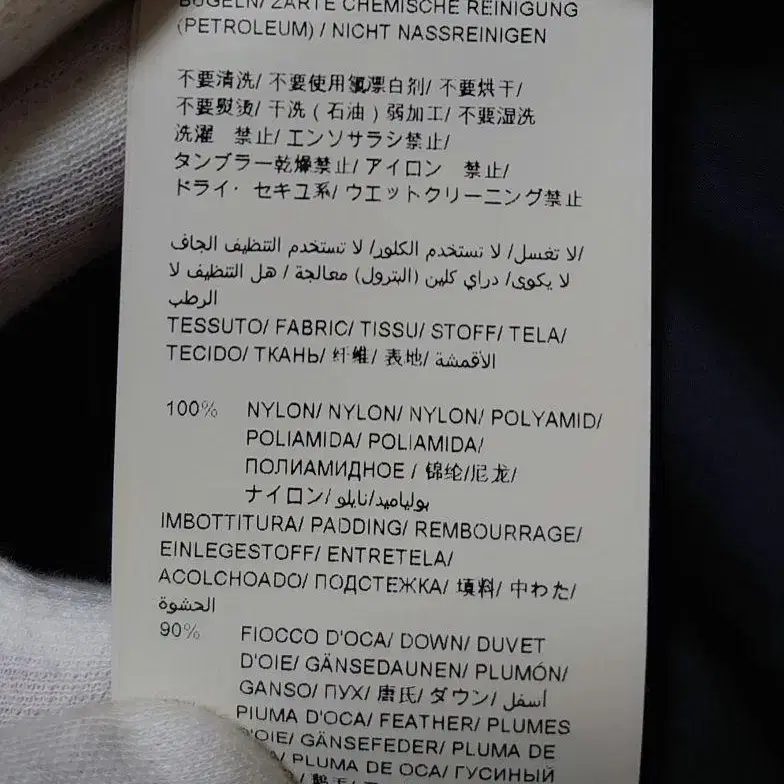 BÜGELN/ ZARTE CHEMISCHE REINIGUNG
(PETROLEUM) / NICHT NASSREINIGEN
不要清洗/ 不要使用氯漂白剂/ 不要烘干/
不要熨烫/ 干洗 ( 石油 ) 弱加工/ 不要湿洗
洗濯　禁止/ エンソサラシ禁止/
タンブラー乾燥禁止/ アイロン　禁止/
ドライ・セキユ系/ ウエットクリーニング禁止
لا تغسل/ لا تستخدم الكلور/ لا تستخدم التنظيف الجاف/
لا يكوى/ دراي كلين (البترول) معالجة / هل التنظيف لا
الرطب
TESSUTO/ FABRIC/ TISSU/ STOFF/ TELA/
TECIDO/ ТКАНЬ/ 纤维/ 表地/ الأقمشة
100% NYLON/ NYLON/ NYLON/ POLYAMID/
POLIAMIDA/ POLIAMIDA/
ПОЛИАМИДНОЕ / 锦纶/尼龙/
ナイロン/ بولياميد/نايلو
IMBOTTITURA/ PADDING/ REMBOURRAGE/
EINLEGESTOFF/ ENTRETELA/
ACOLCHOADO/ ПОДСТЕЖКА/ 填料/ 中わた/
الحشوة
90% FIOCCO D'OCA/ DOWN/ DUVET
D'OIE/ GÄNSEDAUNEN/ PLUMÓN/
GANSO/ ПУХ/ 唐氏/ ダウン/ أسفل
PIUMA D'OCA/ FEATHER/ PLUMES
D'OIE/ GÄNSEFEDER/ PLUMA DE
PLUMA DE OCA/ ГУСИНЫЙ